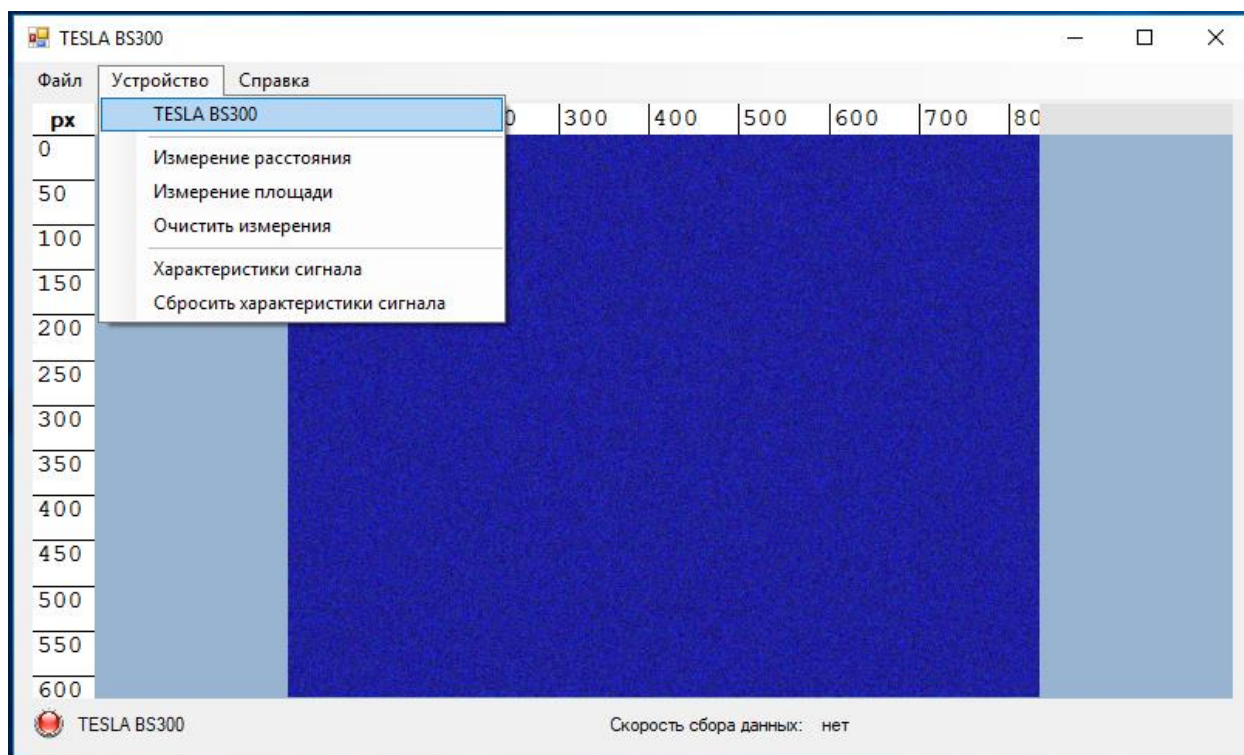 TESLA BS300
Файл Устройство Справка
px 300 400 500 600 700 80
TESLA BS300
Измерение расстояния
Измерение площади
Очистить измерения
Характеристики сигнала
Сбросить характеристики сигнала
0
50
100
150
200
250
300
350
400
450
500
550
600
TESLA BS300 Скорость сбора данных: нет